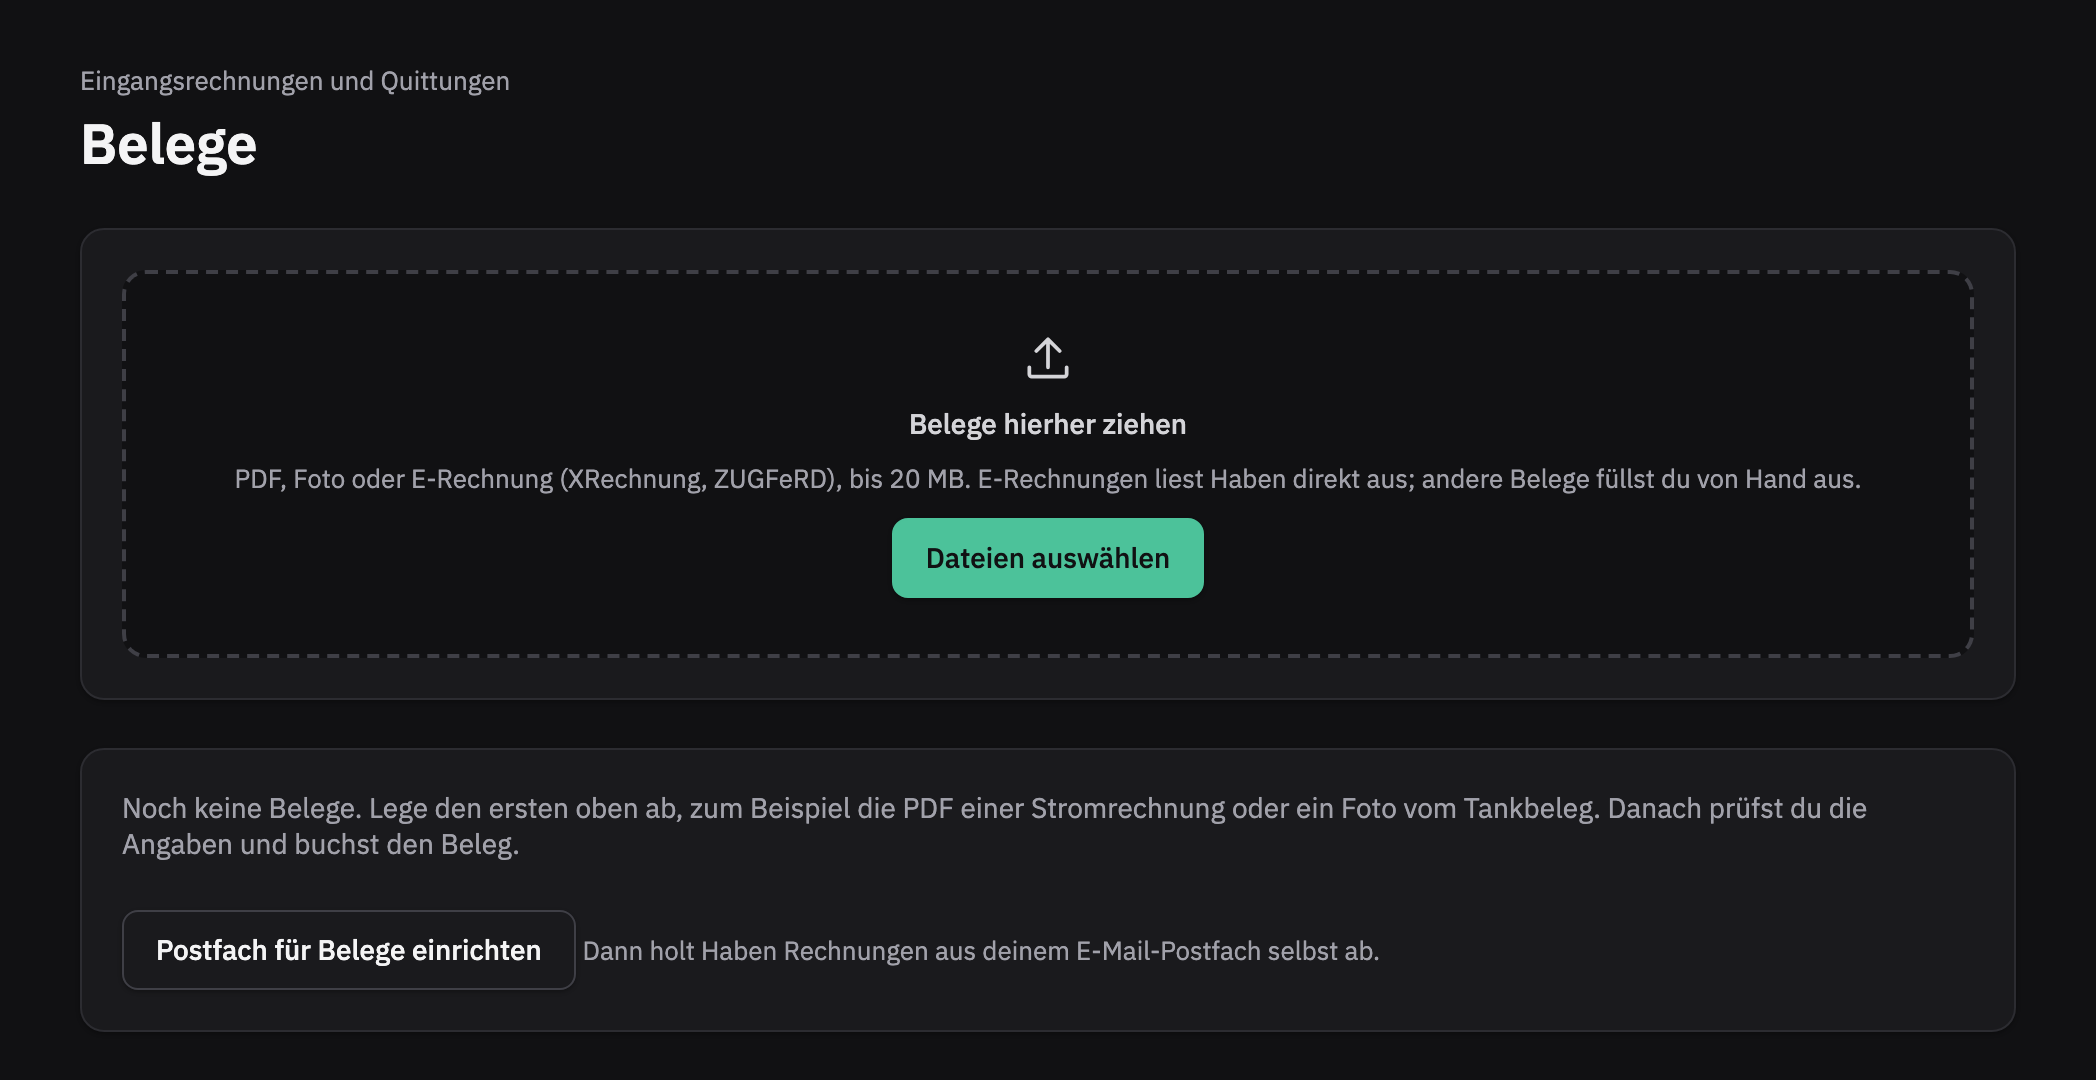 Eingangsrechnungen und Quittungen
Belege
Belege hierher ziehen
PDF, Foto oder E-Rechnung (XRechnung, ZUGFeRD), bis 20 MB. E-Rechnungen liest Haben direkt aus; andere Belege füllst du von Hand aus.
Dateien auswählen
Noch keine Belege. Lege den ersten oben ab, zum Beispiel die PDF einer Stromrechnung oder ein Foto vom Tankbeleg. Danach prüfst du die
Angaben und buchst den Beleg.
Postfach für Belege einrichten Dann holt Haben Rechnungen aus deinem E-Mail-Postfach selbst ab.